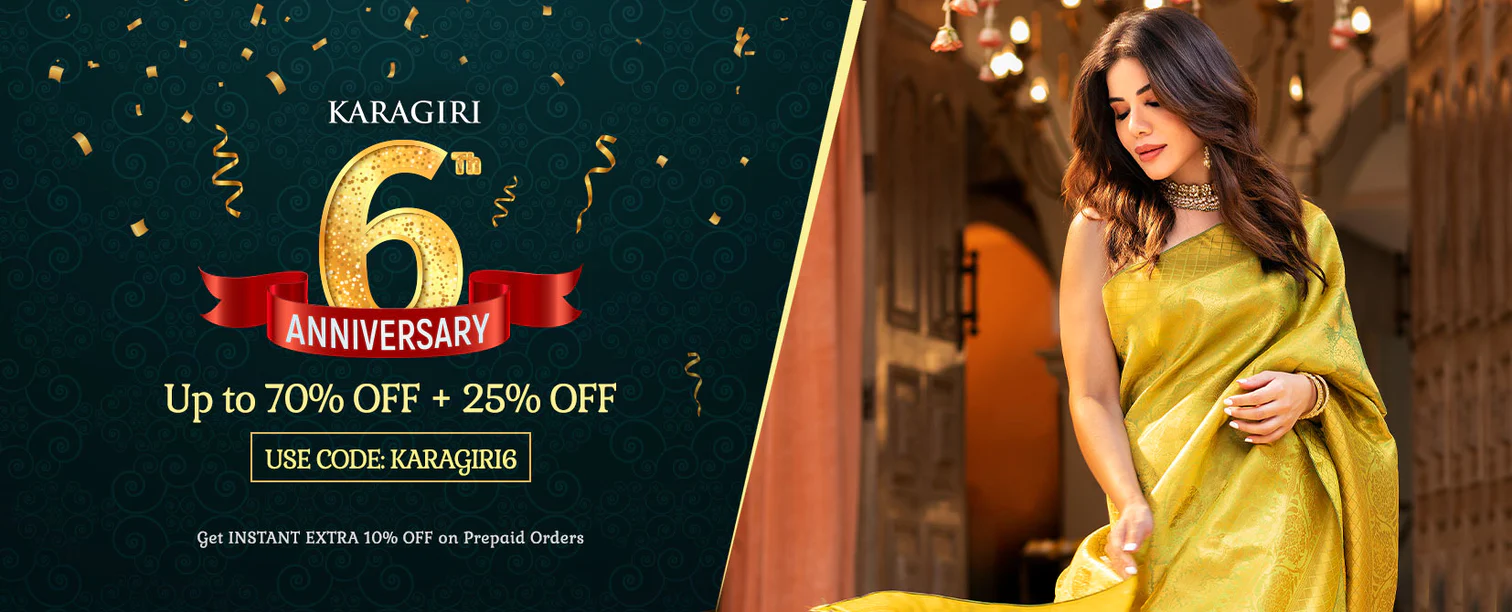 KARAGIRI
6Th
ANNIVERSARY
Up to 70% OFF + 25% OFF
USE CODE: KARAGIRI6
Get INSTANT EXTRA 10% OFF on Prepaid Orders